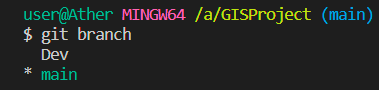 user@Ather MINGW64 /a/GISProject (main)
$ git branch
  Dev
* main